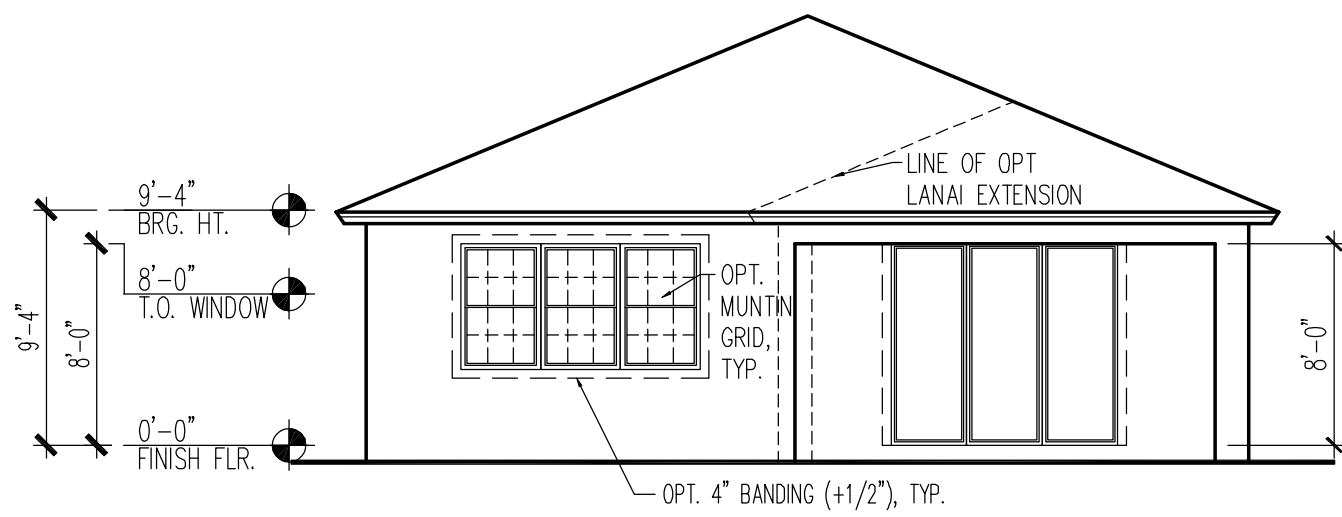 9'-4"
BRG. HT.
8'-0"
T.O. WINDOW
0'-0"
FINISH FLR.
9'-4"
8'-0"
LINE OF OPT
LANAI EXTENSION
OPT.
MUNTIN
GRID,
TYP.
8'-0"
OPT. 4" BANDING (+1/2"), TYP.